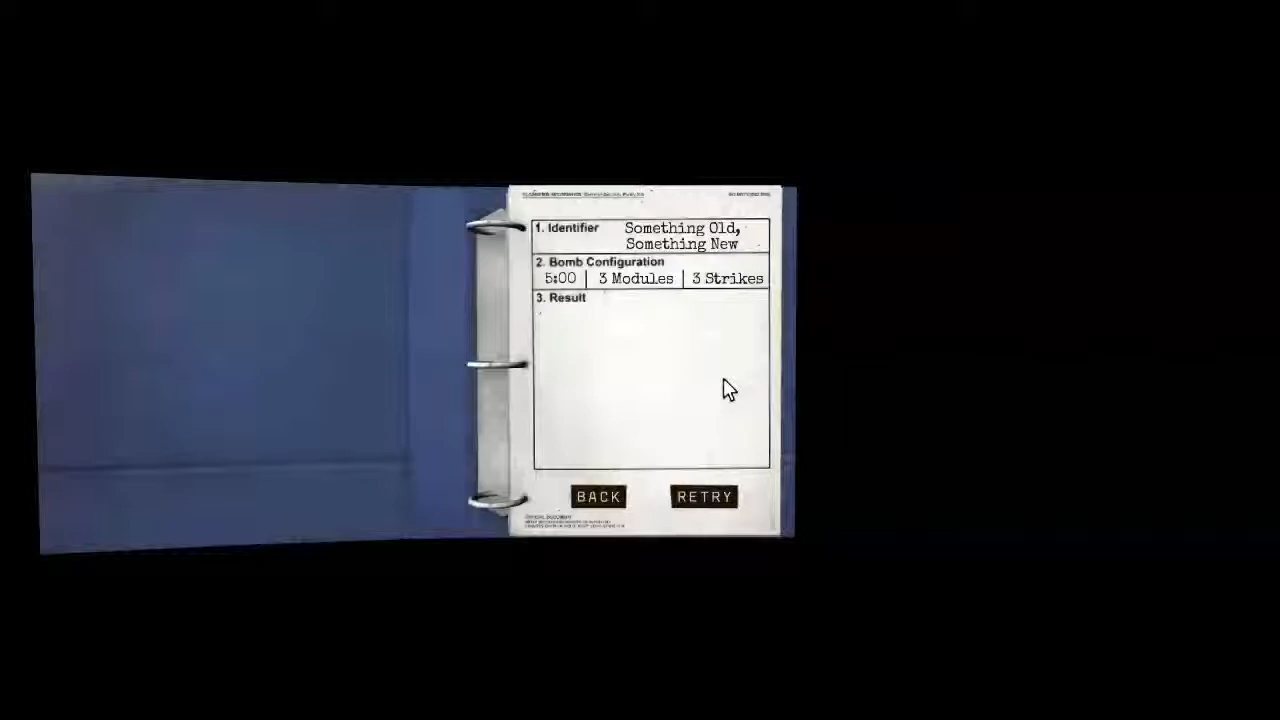 1. Identifier
Something Old,
Something New
2. Bomb Configuration
5:00 3 Modules 3 Strikes
3. Result
BACK RETRY